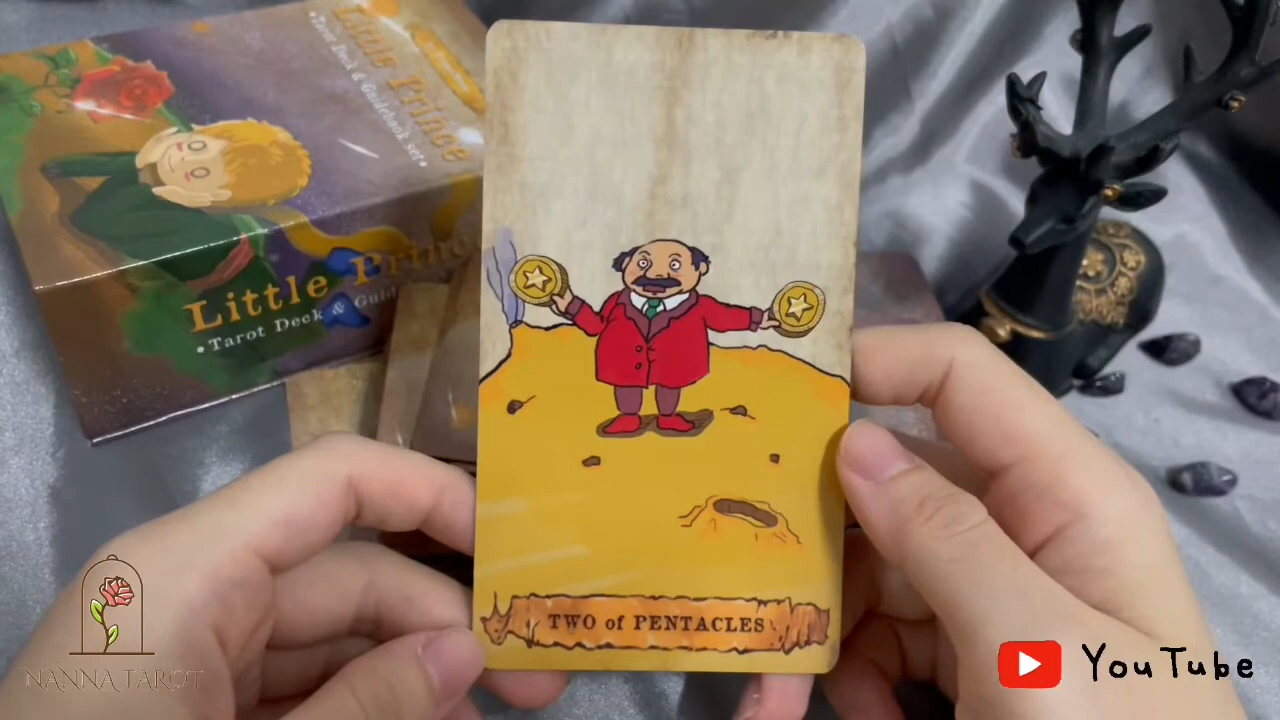 Little Prince
Tarot Deck & Guidebook set
Little Prince
•Tarot Deck & Guid
TWO of PENTACLES
NANNA TAROT
YouTube